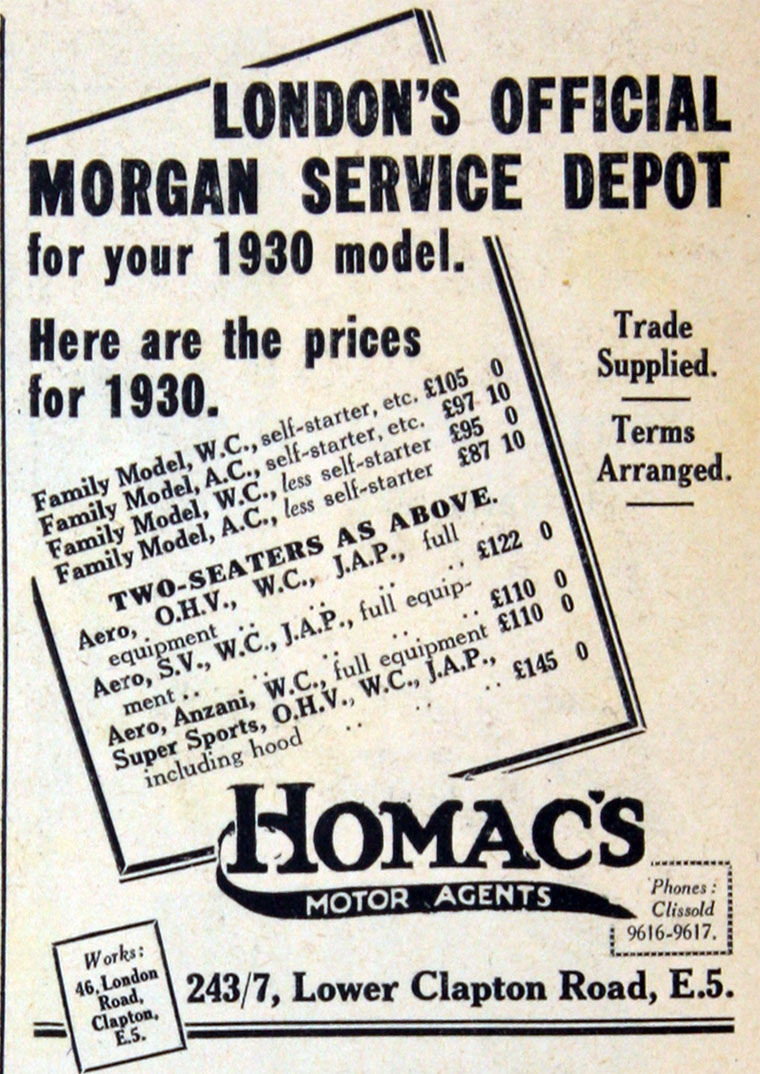 LONDON'S OFFICIAL
MORGAN SERVICE DEPOT
for your 1930 model.
Here are the prices
for 1930.
Family Model, W.C., self-starter, etc. £105 0
Family Model, A.C., self-starter, etc. £97 10
Family Model, W.C., less self-starter £95 0
Family Model, A.C., less self-starter £87 10
TWO-SEATERS AS ABOVE.
Aero, O.H.V., W.C., J.A.P., full
equipment .. .. .. .. £122 0
Aero, S.V., W.C., J.A.P., full equip-
ment .. .. .. .. .. £110 0
Aero, Anzani, W.C., full equipment £110 0
Super Sports, O.H.V., W.C., J.A.P.,
including hood .. .. .. £145 0
Trade
Supplied.
Terms
Arranged.
HOMAC'S
MOTOR AGENTS
Phones :
Clissold
9616-9617.
Works:
46, London
Road,
Clapton,
E.5.
243/7, Lower Clapton Road, E.5.